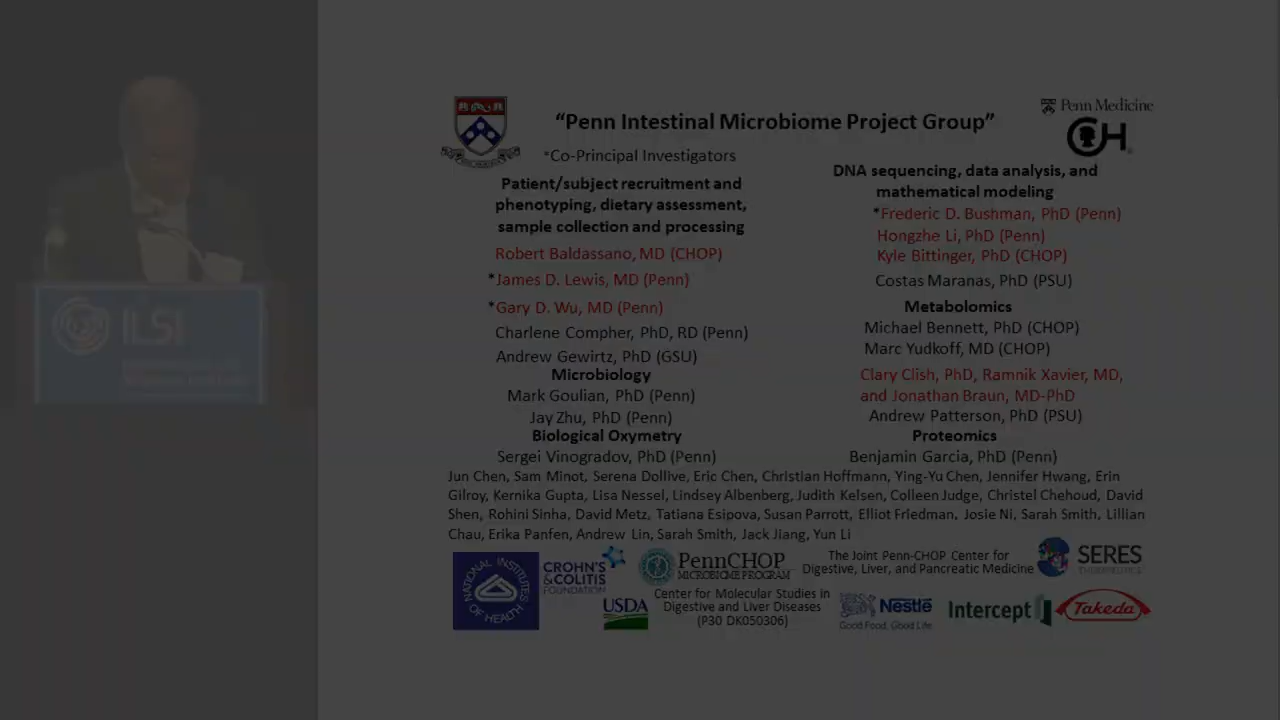 ILSI
"Penn Intestinal Microbiome Project Group"
Penn Medicine
CH
*Co-Principal Investigators
Patient/subject recruitment and
phenotyping, dietary assessment,
sample collection and processing
Robert Baldassano, MD (CHOP)
*James D. Lewis, MD (Penn)
*Gary D. Wu, MD (Penn)
Charlene Compher, PhD, RD (Penn)
Andrew Gewirtz, PhD (GSU)
Microbiology
Mark Goulian, PhD (Penn)
Jay Zhu, PhD (Penn)
Biological Oxymetry
Sergei Vinogradov, PhD (Penn)
DNA sequencing, data analysis, and
mathematical modeling
*Frederic D. Bushman, PhD (Penn)
Hongzhe Li, PhD (Penn)
Kyle Bittinger, PhD (CHOP)
Costas Maranas, PhD (PSU)
Metabolomics
Michael Bennett, PhD (CHOP)
Marc Yudkoff, MD (CHOP)
Clary Clish, PhD, Ramnik Xavier, MD,
and Jonathan Braun, MD-PhD
Andrew Patterson, PhD (PSU)
Proteomics
Benjamin Garcia, PhD (Penn)
Jun Chen, Sam Minot, Serena Dollive, Eric Chen, Christian Hoffmann, Ying-Yu Chen, Jennifer Hwang, Erin
Gilroy, Kernika Gupta, Lisa Nessel, Lindsey Albenberg, Judith Kelsen, Colleen Judge, Christel Chehoud, David
Shen, Rohini Sinha, David Metz, Tatiana Esipova, Susan Parrott, Elliot Friedman, Josie Ni, Sarah Smith, Lillian
Chau, Erika Panfen, Andrew Lin, Sarah Smith, Jack Jiang, Yun Li
NATIONAL INSTITUTES
OF HEALTH
CROHN'S
&COLITIS
FOUNDATION
PennCHOP
MICROBIOME PROGRAM
The Joint Penn-CHOP Center for
Digestive, Liver, and Pancreatic Medicine
SERES
THERAPEUTICS
USDA
Center for Molecular Studies in
Digestive and Liver Diseases
(P30 DK050306)
Nestlé
Good Food, Good Life
Intercept
Takeda